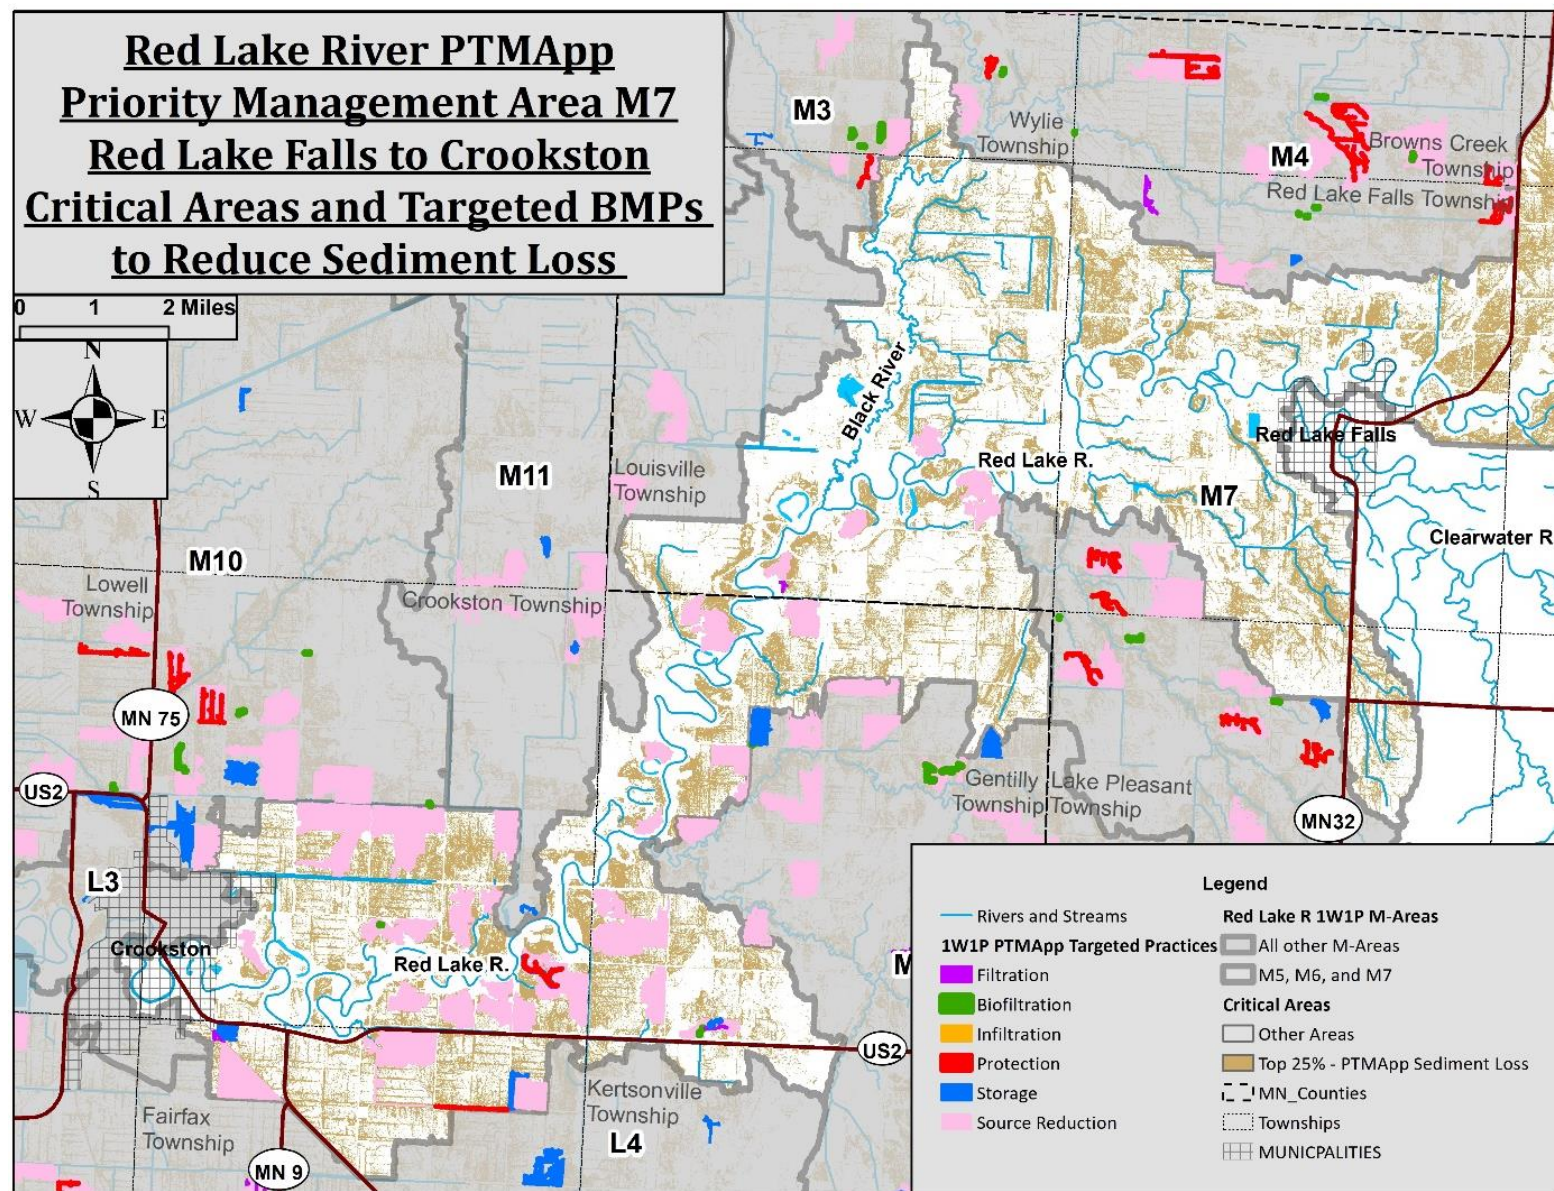 Red Lake River PTMApp
Priority Management Area M7
Red Lake Falls to Crookston
Critical Areas and Targeted BMPs
to Reduce Sediment Loss
0 1 2 Miles
N
W E
S
M3
Wylie
Township
M4
Browns Creek
Township
Red Lake Falls Township
Black River
Red Lake Falls
Red Lake R.
M11
Louisville
Township
M7
Clearwater R
M10
Lowell
Township
Crookston Township
MN 75
US2
Gentilly
Township
Lake Pleasant
Township
MN32
L3
Crookston
Red Lake R.
M
US2
Kertsonville
Township
Fairfax
Township
L4
MN 9
Legend
Rivers and Streams
1W1P PTMApp Targeted Practices
Filtration
Biofiltration
Infiltration
Protection
Storage
Source Reduction
Red Lake R 1W1P M-Areas
All other M-Areas
M5, M6, and M7
Critical Areas
Other Areas
Top 25% - PTMApp Sediment Loss
MN_Counties
Townships
MUNICPALITIES